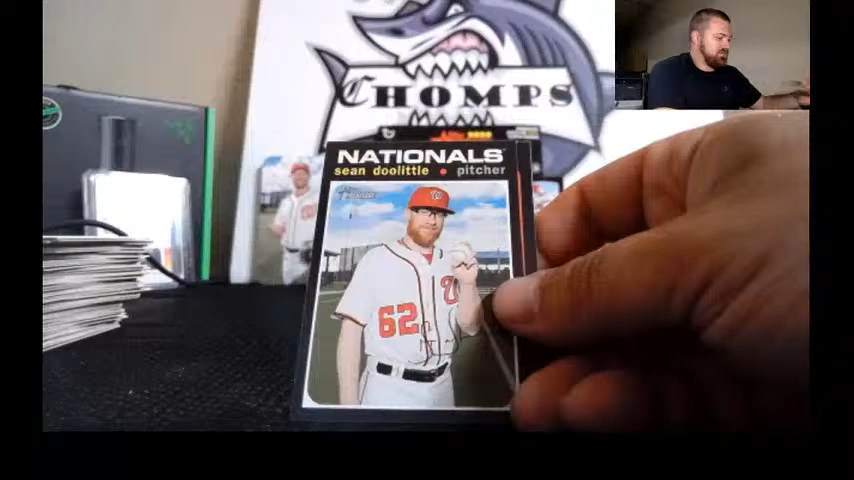 CHOMPS
NATIONALS
sean doolittle • pitcher
W
62